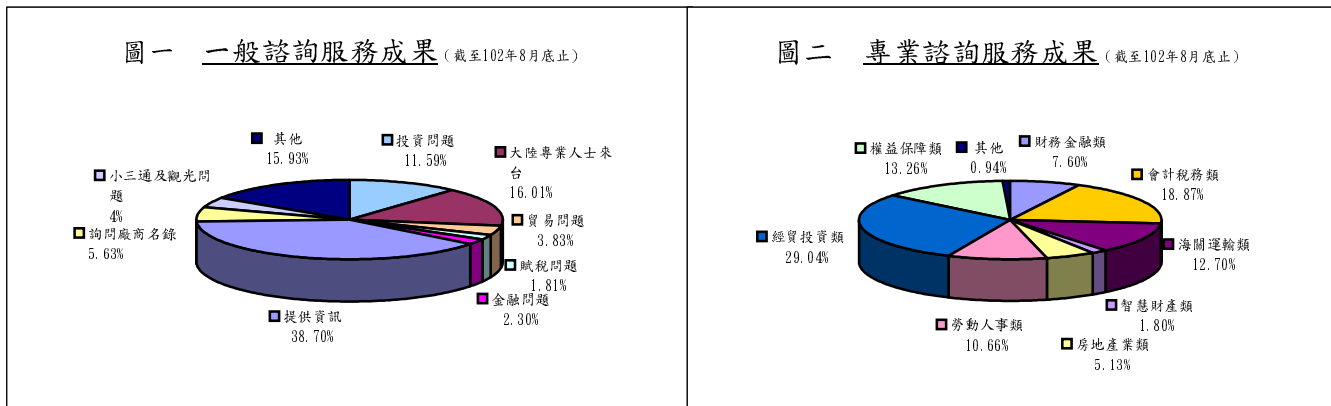 圖一 一般諮詢服務成果(截至102年8月底止)
其他
15.93%
投資問題
11.59%
大陸專業人士來
台
16.01%
小三通及觀光問
題
4%
貿易問題
3.83%
詢問廠商名錄
5.63%
賦稅問題
1.81%
金融問題
2.30%
提供資訊
38.70%
圖二 專業諮詢服務成果(截至102年8月底止)
權益保障類
13.26%
其他
0.94%
財務金融類
7.60%
會計稅務類
18.87%
經貿投資類
29.04%
海關運輸類
12.70%
智慧財產類
1.80%
勞動人事類
10.66%
房地產業類
5.13%